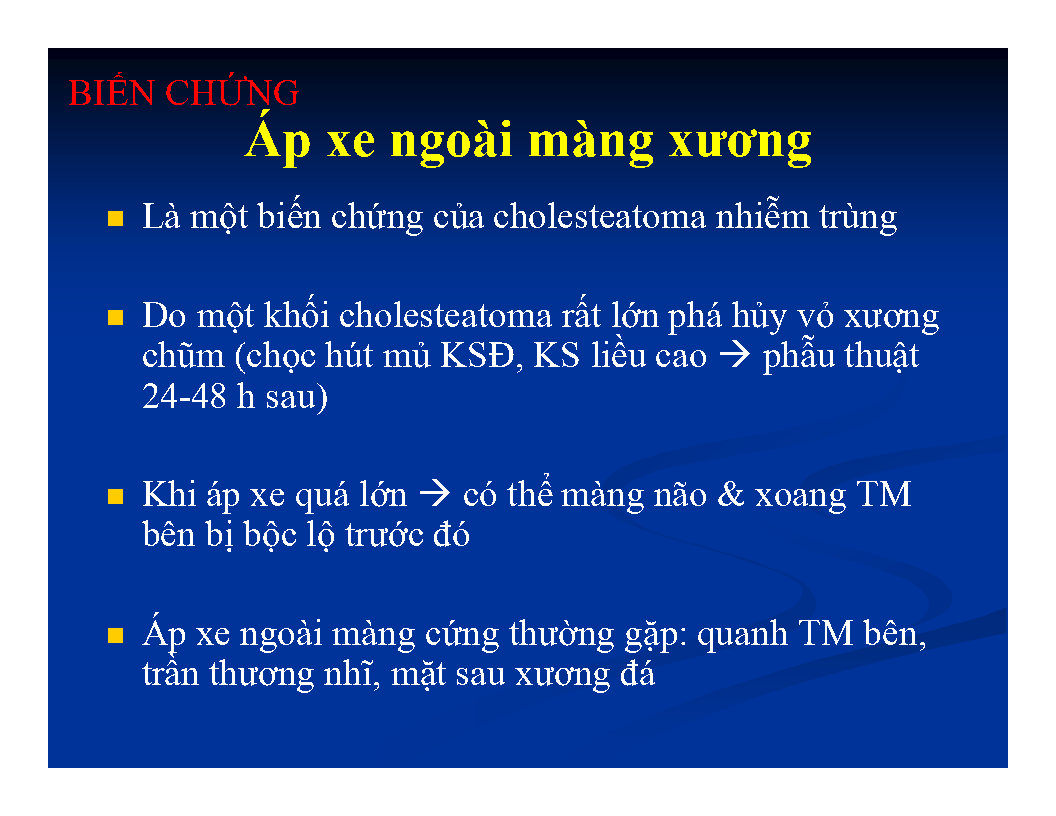 BIẾN CHỨNG
Áp xe ngoài màng xương
Là một biến chứng của cholesteatoma nhiễm trùng
Do một khối cholesteatoma rất lớn phá hủy vỏ xương
chũm (chọc hút mủ KSĐ, KS liều cao → phẫu thuật
24-48 h sau)
Khi áp xe quá lớn → có thể màng não & xoang TM
bên bị bộc lộ trước đó
Áp xe ngoài màng cứng thường gặp: quanh TM bên,
trần thương nhĩ, mặt sau xương đá